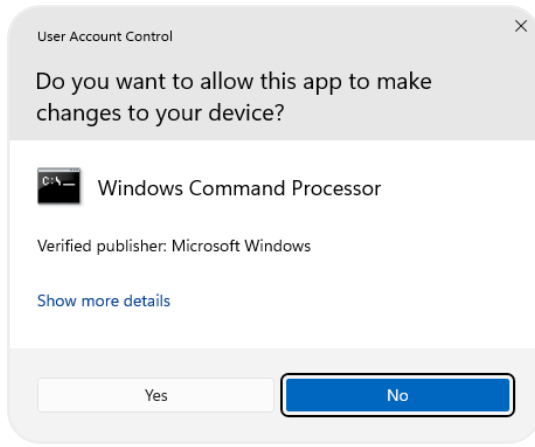 User Account Control
Do you want to allow this app to make
changes to your device?
C:\_
Windows Command Processor
Verified publisher: Microsoft Windows
Show more details
Yes
No